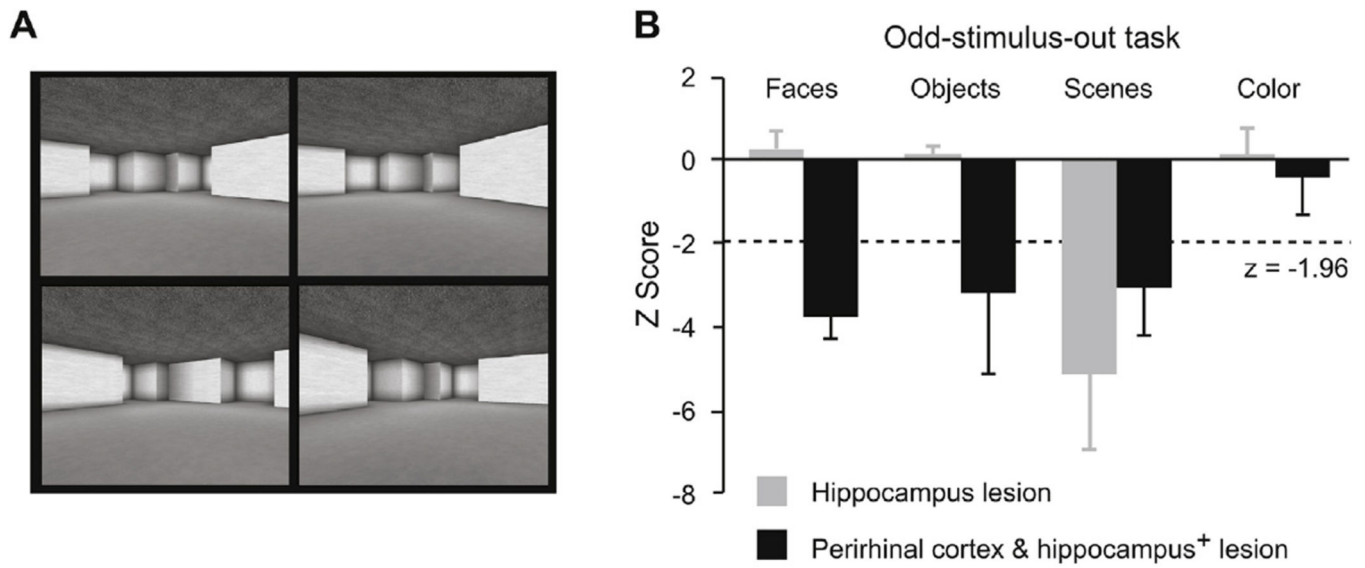 A
B
Odd-stimulus-out task
Faces Objects Scenes Color
Z Score
2
0
-2
-4
-6
-8
z = -1.96
Hippocampus lesion
Perirhinal cortex & hippocampus+ lesion